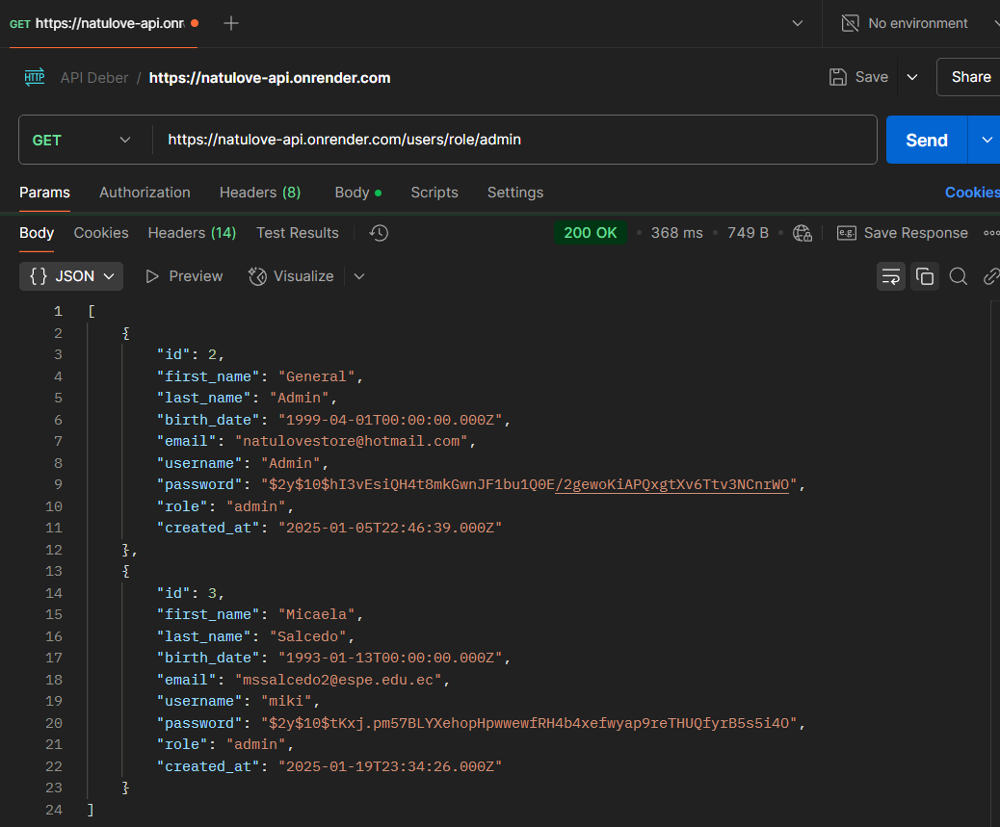 GET https://natulove-api.onr
No environment
HTTP API Deber / https://natulove-api.onrender.com
Save
Share
GET
https://natulove-api.onrender.com/users/role/admin
Send
Params Authorization Headers (8) Body Scripts Settings
Cookies
Body Cookies Headers (14) Test Results
200 OK 368 ms 749 B e.g. Save Response
{} JSON Preview Visualize
1 [
2 {
3 "id": 2,
4 "first_name": "General",
5 "last_name": "Admin",
6 "birth_date": "1999-04-01T00:00:00.000Z",
7 "email": "natulovestore@hotmail.com",
8 "username": "Admin",
9 "password": "$2y$10$hI3vEsiQH4t8mkGwnJF1bu1Q0E/2gewoKiAPQxgtXv6Ttv3NCnrWO",
10 "role": "admin",
11 "created_at": "2025-01-05T22:46:39.000Z"
12 },
13 {
14 "id": 3,
15 "first_name": "Micaela",
16 "last_name": "Salcedo",
17 "birth_date": "1993-01-13T00:00:00.000Z",
18 "email": "mssalcedo2@espe.edu.ec",
19 "username": "miki",
20 "password": "$2y$10$tKxj.pm57BLYXehopHpwwewfRH4b4xefwyap9reTHUQfyrB5s5i4O",
21 "role": "admin",
22 "created_at": "2025-01-19T23:34:26.000Z"
23 }
24 ]